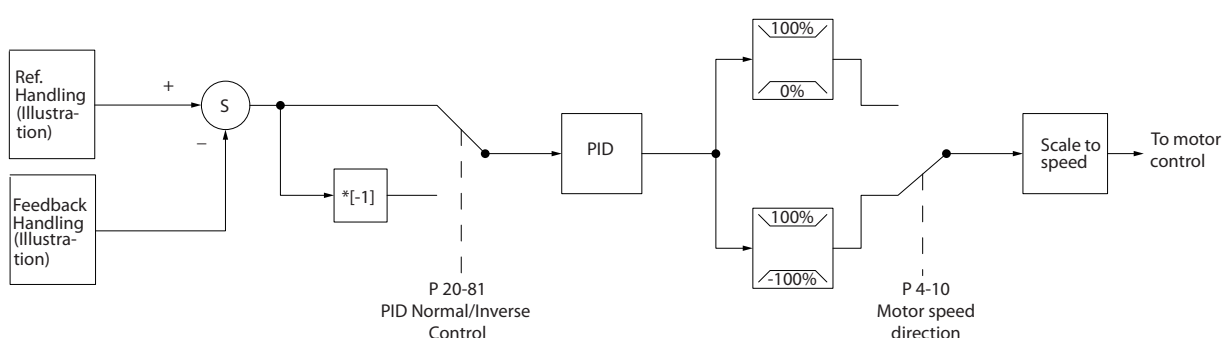 Ref.
Handling
(Illustra-
tion)
+
S
−
Feedback
Handling
(Illustra-
tion)
*[-1]
P 20-81
PID Normal/Inverse
Control
PID
100%
0%
100%
-100%
P 4-10
Motor speed
direction
Scale to
speed
To motor
control